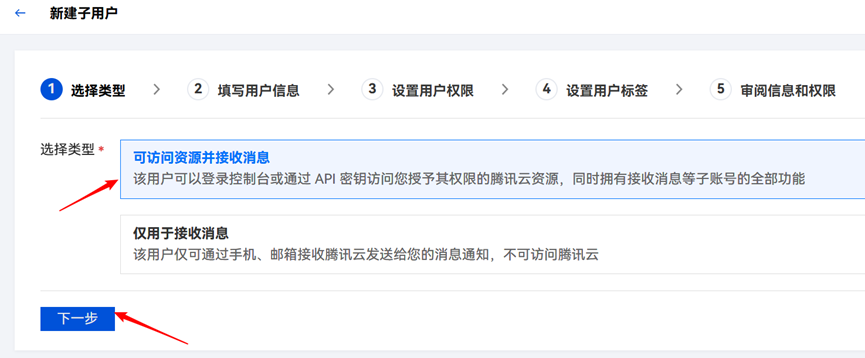 ← 新建子用户
1 选择类型 > 2 填写用户信息 > 3 设置用户权限 > 4 设置用户标签 > 5 审阅信息和权限
选择类型 *
可访问资源并接收消息
该用户可以登录控制台或通过 API 密钥访问您授予其权限的腾讯云资源，同时拥有接收消息等子账号的全部功能
仅用于接收消息
该用户仅可通过手机、邮箱接收腾讯云发送给您的消息通知，不可访问腾讯云
下一步